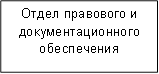 Отдел правового и
документационного
обеспечения